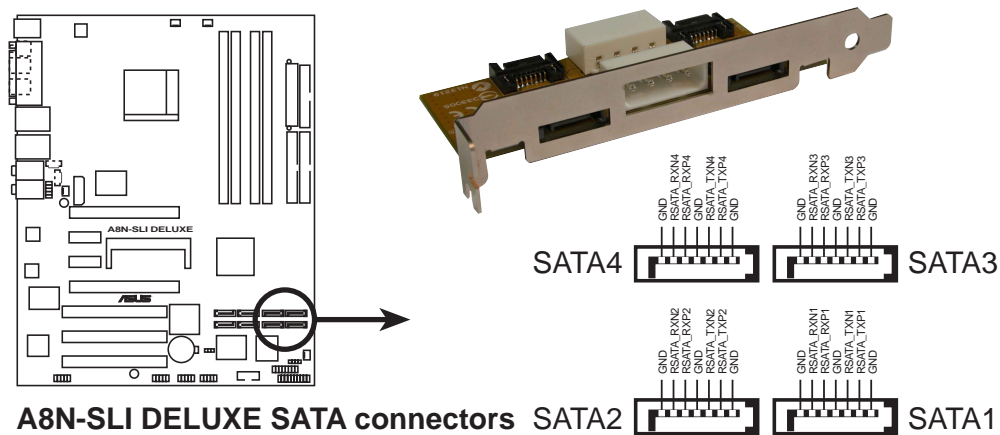 A8N-SLI DELUXE
ASUS
GND
RSATA_RXN4
RSATA_RXP4
GND
RSATA_TXN4
RSATA_TXP4
GND
GND
RSATA_RXN3
RSATA_RXP3
GND
RSATA_TXN3
RSATA_TXP3
GND
SATA4
SATA3
GND
RSATA_RXN2
RSATA_RXP2
GND
RSATA_TXN2
RSATA_TXP2
GND
GND
RSATA_RXN1
RSATA_RXP1
GND
RSATA_TXN1
RSATA_TXP1
GND
A8N-SLI DELUXE SATA connectors
SATA2
SATA1